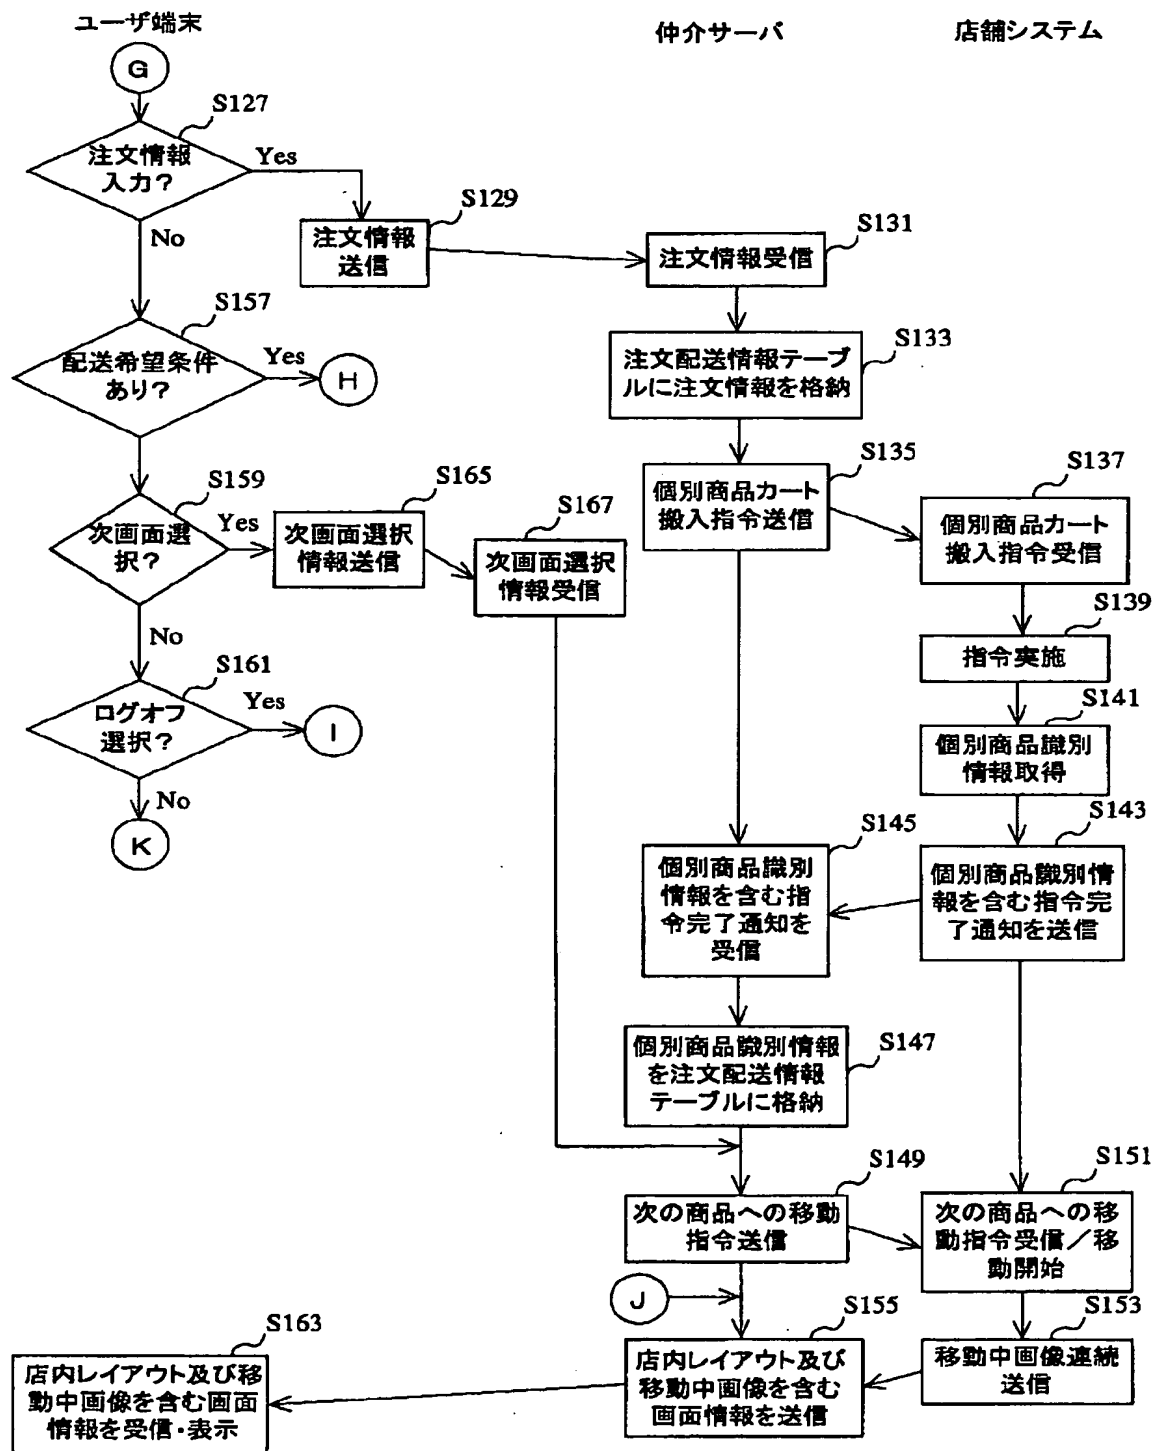 ユーザ端末
仲介サーバ
店舗システム
G
S127
注文情報
入力?
Yes
No
S129
注文情報
送信
S131
注文情報受信
S157
配送希望条件
あり?
Yes
H
S133
注文配送情報テーブ
ルに注文情報を格納
S135
個別商品カート
搬入指令送信
S137
個別商品カート
搬入指令受信
S159
次画面選
択?
Yes
No
S165
次画面選択
情報送信
S167
次画面選択
情報受信
S139
指令実施
S161
ログオフ
選択?
Yes
I
No
K
S141
個別商品識別
情報取得
S143
個別商品識別情
報を含む指令完
了通知を送信
S145
個別商品識別
情報を含む指
令完了通知を
受信
S147
個別商品識別情報
を注文配送情報
テーブルに格納
S149
次の商品への移動
指令送信
S151
次の商品への移
動指令受信/移
動開始
J
S153
移動中画像連続
送信
S155
店内レイアウト及び
移動中画像を含む
画面情報を送信
S163
店内レイアウト及び移
動中画像を含む画面
情報を受信・表示